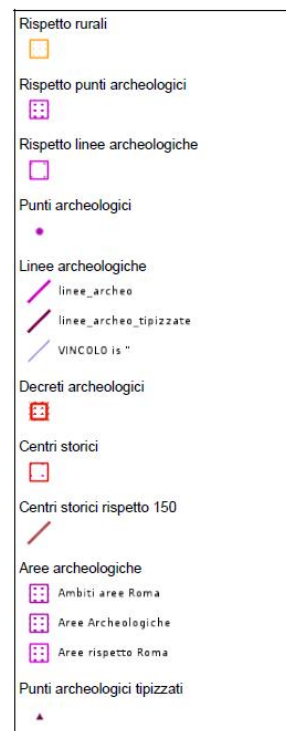 Rispetto rurali
Rispetto punti archeologici
Rispetto linee archeologiche
Punti archeologici
Linee archeologiche
linee_archeo
linee_archeo_tipizzate
VINCOLO is "
Decreti archeologici
Centri storici
Centri storici rispetto 150
Aree archeologiche
Ambiti aree Roma
Aree Archeologiche
Aree rispetto Roma
Punti archeologici tipizzati